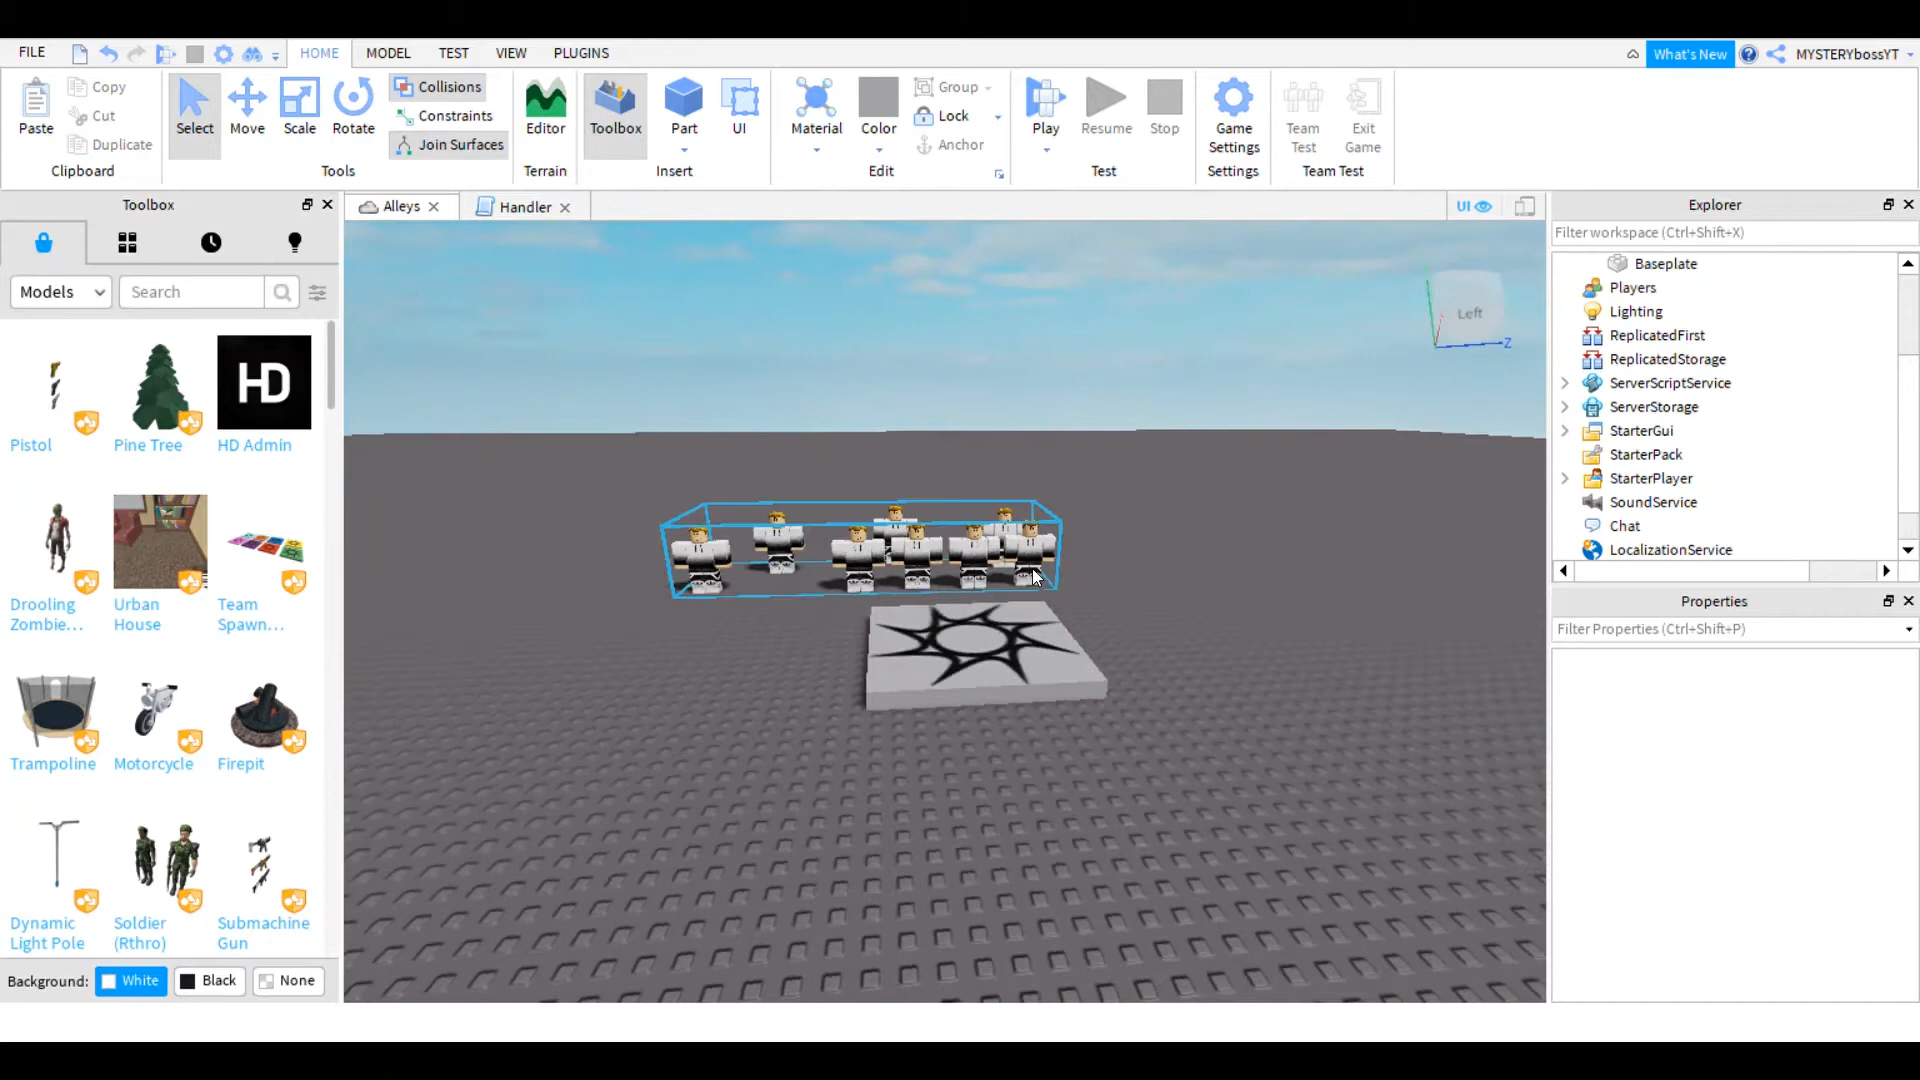 FILE HOME MODEL TEST VIEW PLUGINS What's New MYSTERYbossYT
Paste Copy Cut Duplicate Clipboard
Select Move Scale Rotate Collisions Constraints Join Surfaces Tools
Editor Terrain
Toolbox Part UI Insert
Material Color Group Lock Anchor Edit
Play Resume Stop Test
Game Settings Settings
Team Test Exit Game Team Test
Toolbox
Models Search
Pistol Pine Tree HD HD Admin
Drooling Zombie... Urban House Team Spawn...
Trampoline Motorcycle Firepit
Dynamic Light Pole Soldier (Rthro) Submachine Gun
Background: White Black None
Alleys Handler UI
Left Z
Explorer
Filter workspace (Ctrl+Shift+X)
Baseplate
Players
Lighting
ReplicatedFirst
ReplicatedStorage
ServerScriptService
ServerStorage
StarterGui
StarterPack
StarterPlayer
SoundService
Chat
LocalizationService
Properties
Filter Properties (Ctrl+Shift+P)